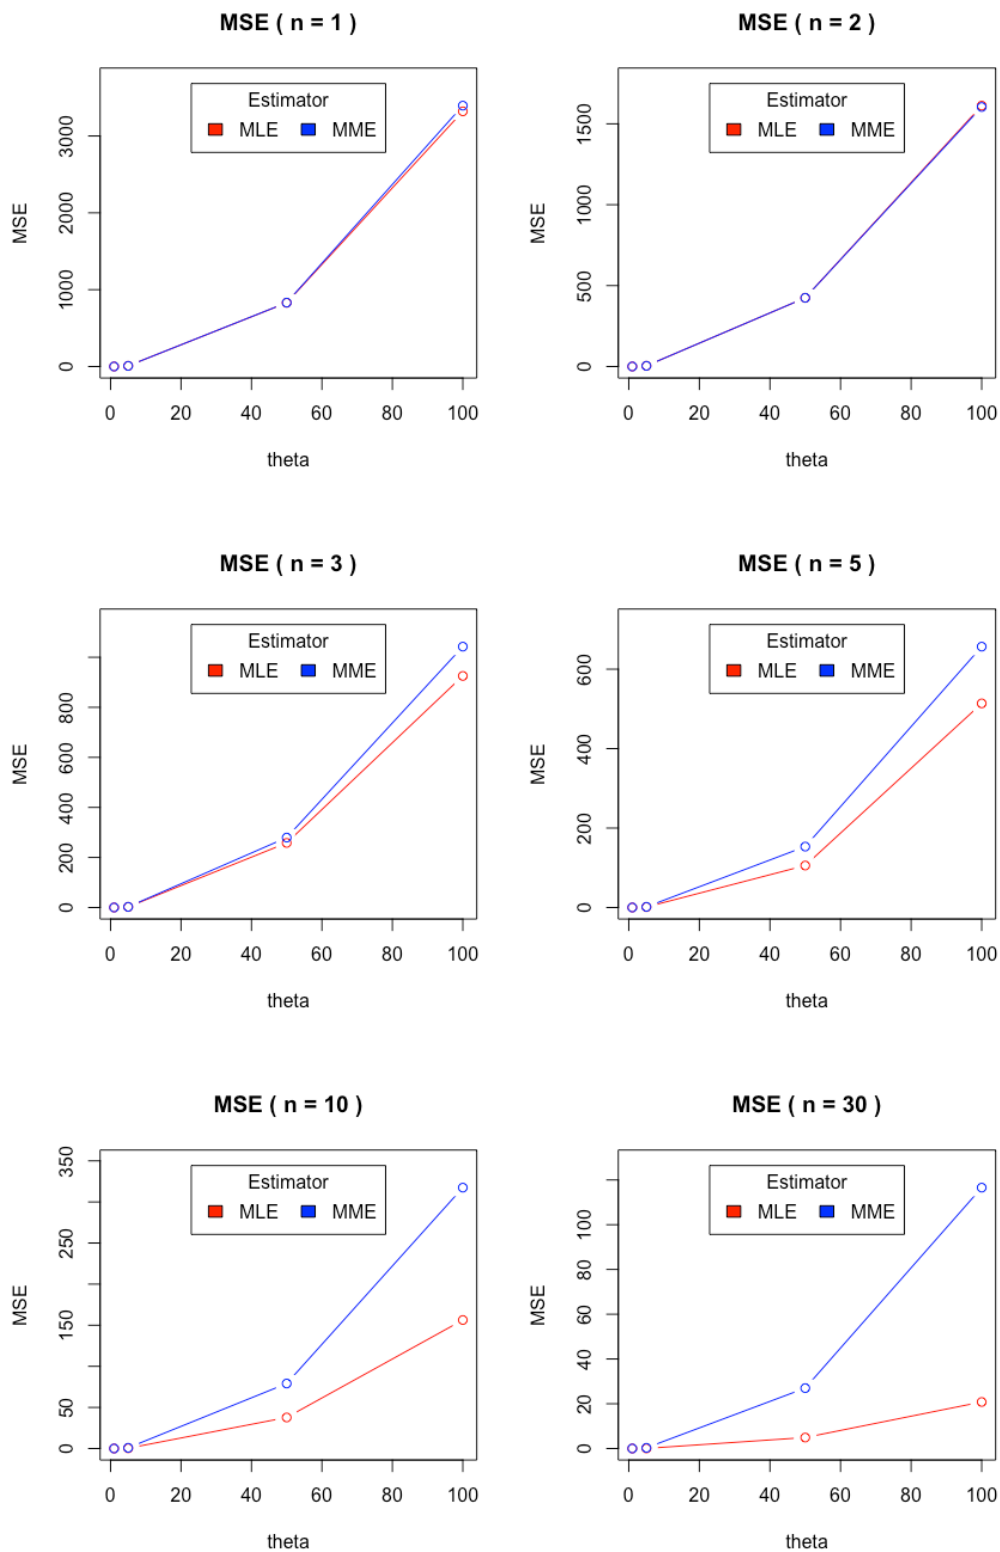 MSE ( n = 1 )
Estimator
MLE MME
MSE
0 1000 2000 3000
0 20 40 60 80 100
theta
MSE ( n = 2 )
Estimator
MLE MME
MSE
0 500 1000 1500
0 20 40 60 80 100
theta
MSE ( n = 3 )
Estimator
MLE MME
MSE
0 200 400 600 800
0 20 40 60 80 100
theta
MSE ( n = 5 )
Estimator
MLE MME
MSE
0 200 400 600
0 20 40 60 80 100
theta
MSE ( n = 10 )
Estimator
MLE MME
MSE
0 50 150 250 350
0 20 40 60 80 100
theta
MSE ( n = 30 )
Estimator
MLE MME
MSE
0 20 40 60 80 100
0 20 40 60 80 100
theta